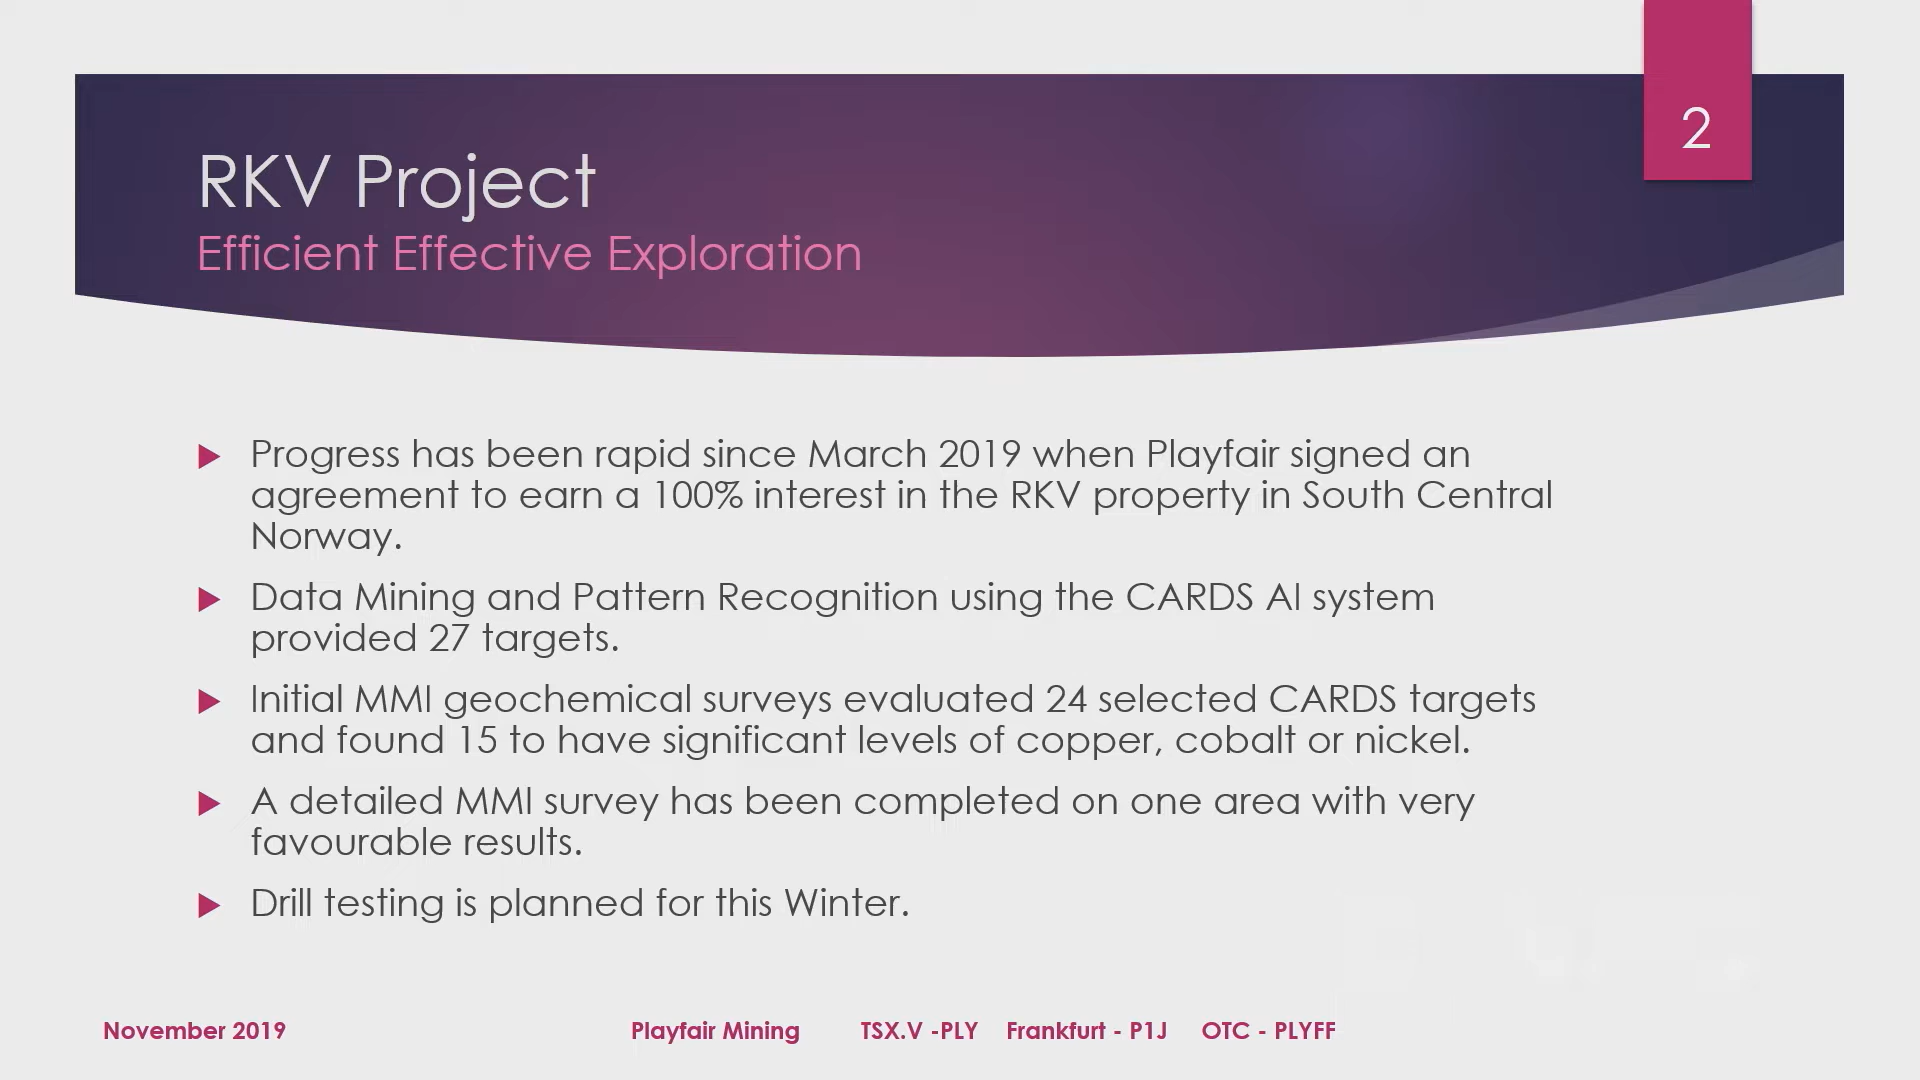 2
RKV Project
Efficient Effective Exploration
Progress has been rapid since March 2019 when Playfair signed an
agreement to earn a 100% interest in the RKV property in South Central
Norway.
Data Mining and Pattern Recognition using the CARDS AI system
provided 27 targets.
Initial MMI geochemical surveys evaluated 24 selected CARDS targets
and found 15 to have significant levels of copper, cobalt or nickel.
A detailed MMI survey has been completed on one area with very
favourable results.
Drill testing is planned for this Winter.
November 2019 Playfair Mining TSX.V -PLY Frankfurt - P1J OTC - PLYFF